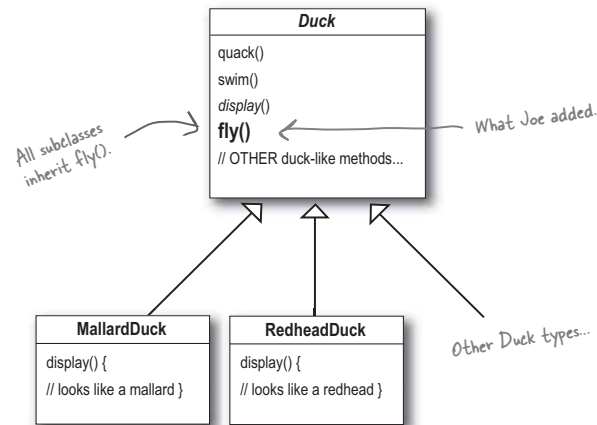 Duck
quack()
swim()
display()
fly()
// OTHER duck-like methods...
All subclasses
inherit fly().
What Joe added.
MallardDuck
display() {
// looks like a mallard }
RedheadDuck
display() {
// looks like a redhead }
Other Duck types...